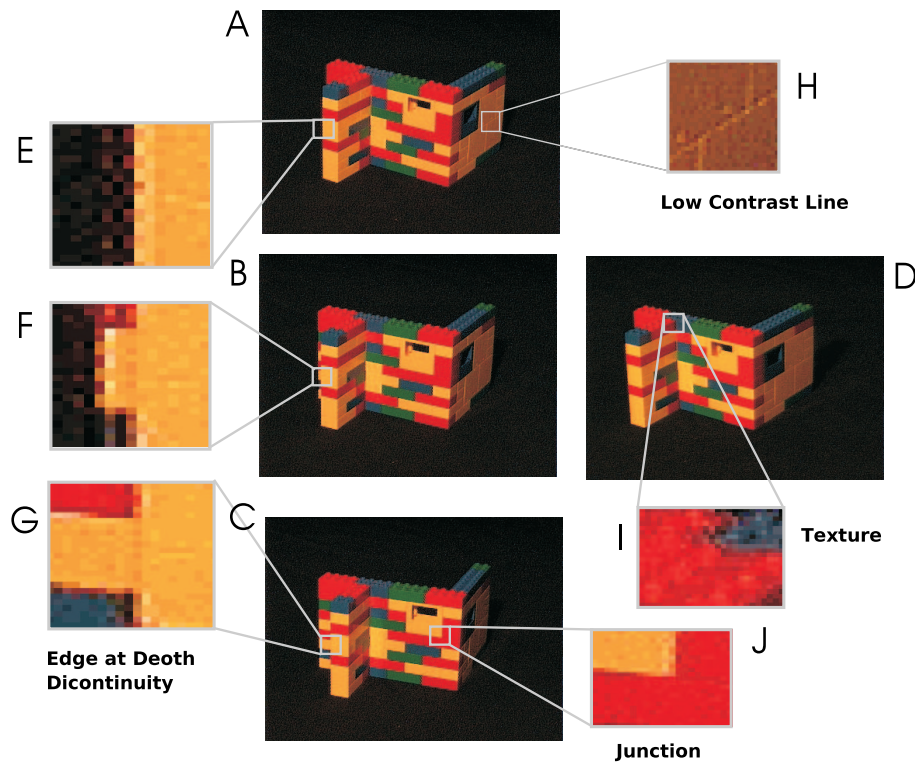 A
H
E
Low Contrast Line
B
D
F
G
C
I
Texture
Edge at Deoth
Dicontinuity
J
Junction